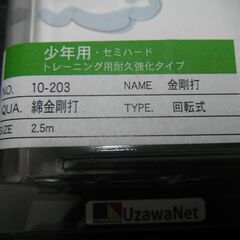 少年用・セミハード
トレーニング用耐久強化タイプ
NO. 10-203 NAME 金剛打
QUA. 綿金剛打 TYPE. 回転式
SIZE 2.5m
UzawaNet